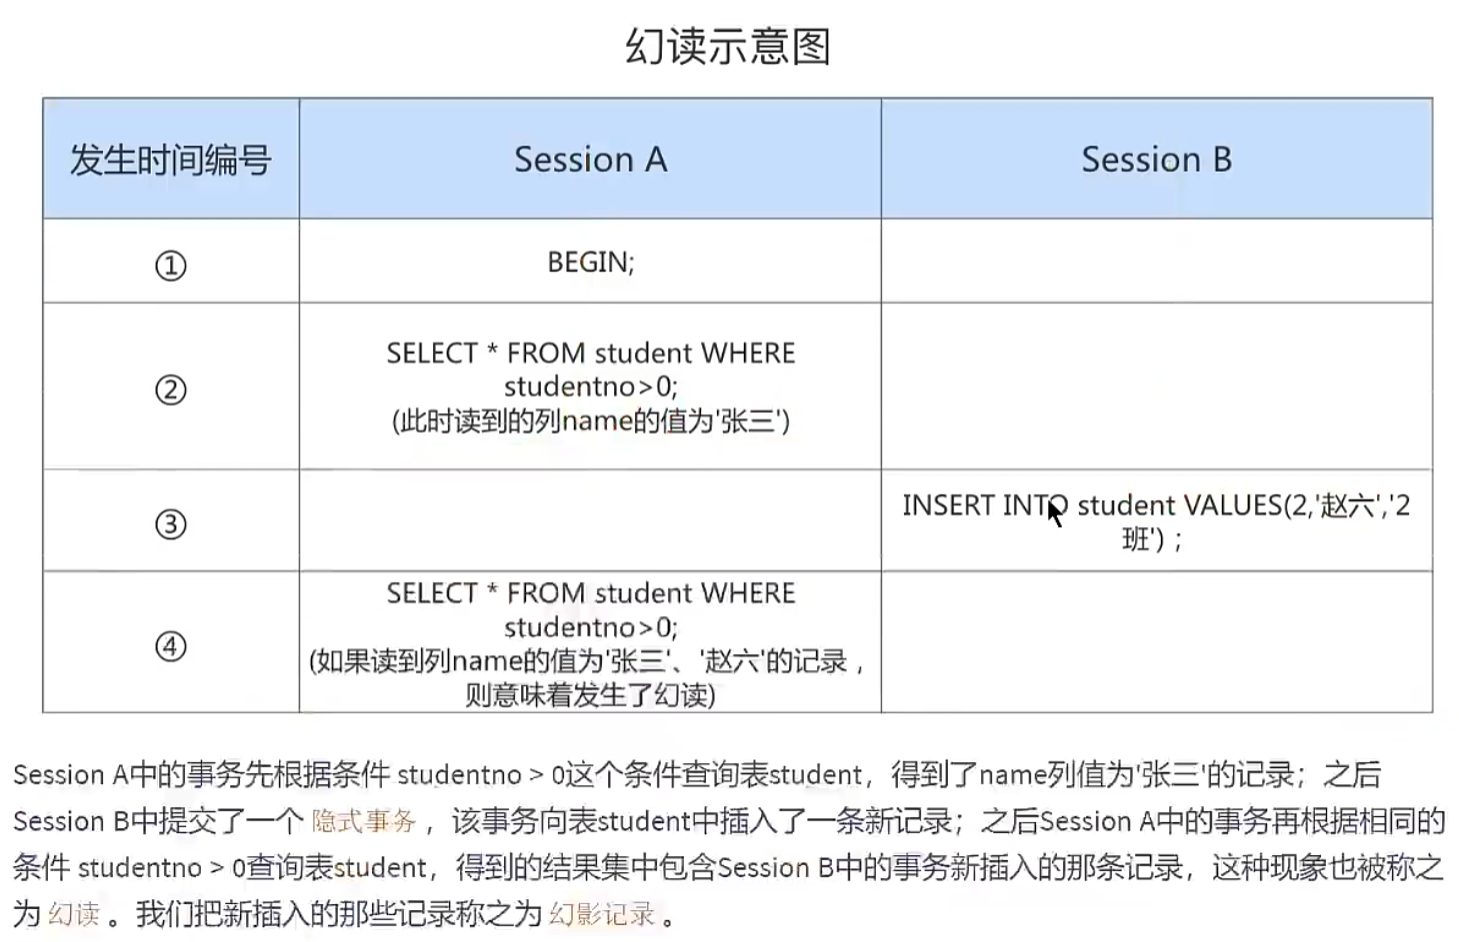 幻读示意图
发生时间编号
Session A
Session B
①
BEGIN;
②
SELECT * FROM student WHERE
studentno>0;
(此时读到的列name的值为'张三')
③
INSERT INTO student VALUES(2,'赵六','2
班') ;
④
SELECT * FROM student WHERE
studentno>0;
(如果读到列name的值为'张三'、'赵六'的记录，
则意味着发生了幻读)
Session A中的事务先根据条件 studentno > 0这个条件查询表student，得到了name列值为'张三'的记录；之后
Session B中提交了一个 隐式事务 ，该事务向表student中插入了一条新记录；之后Session A中的事务再根据相同的
条件 studentno > 0查询表student，得到的结果集中包含Session B中的事务新插入的那条记录，这种现象也被称之
为 幻读 。我们把新插入的那些记录称之为 幻影记录 。